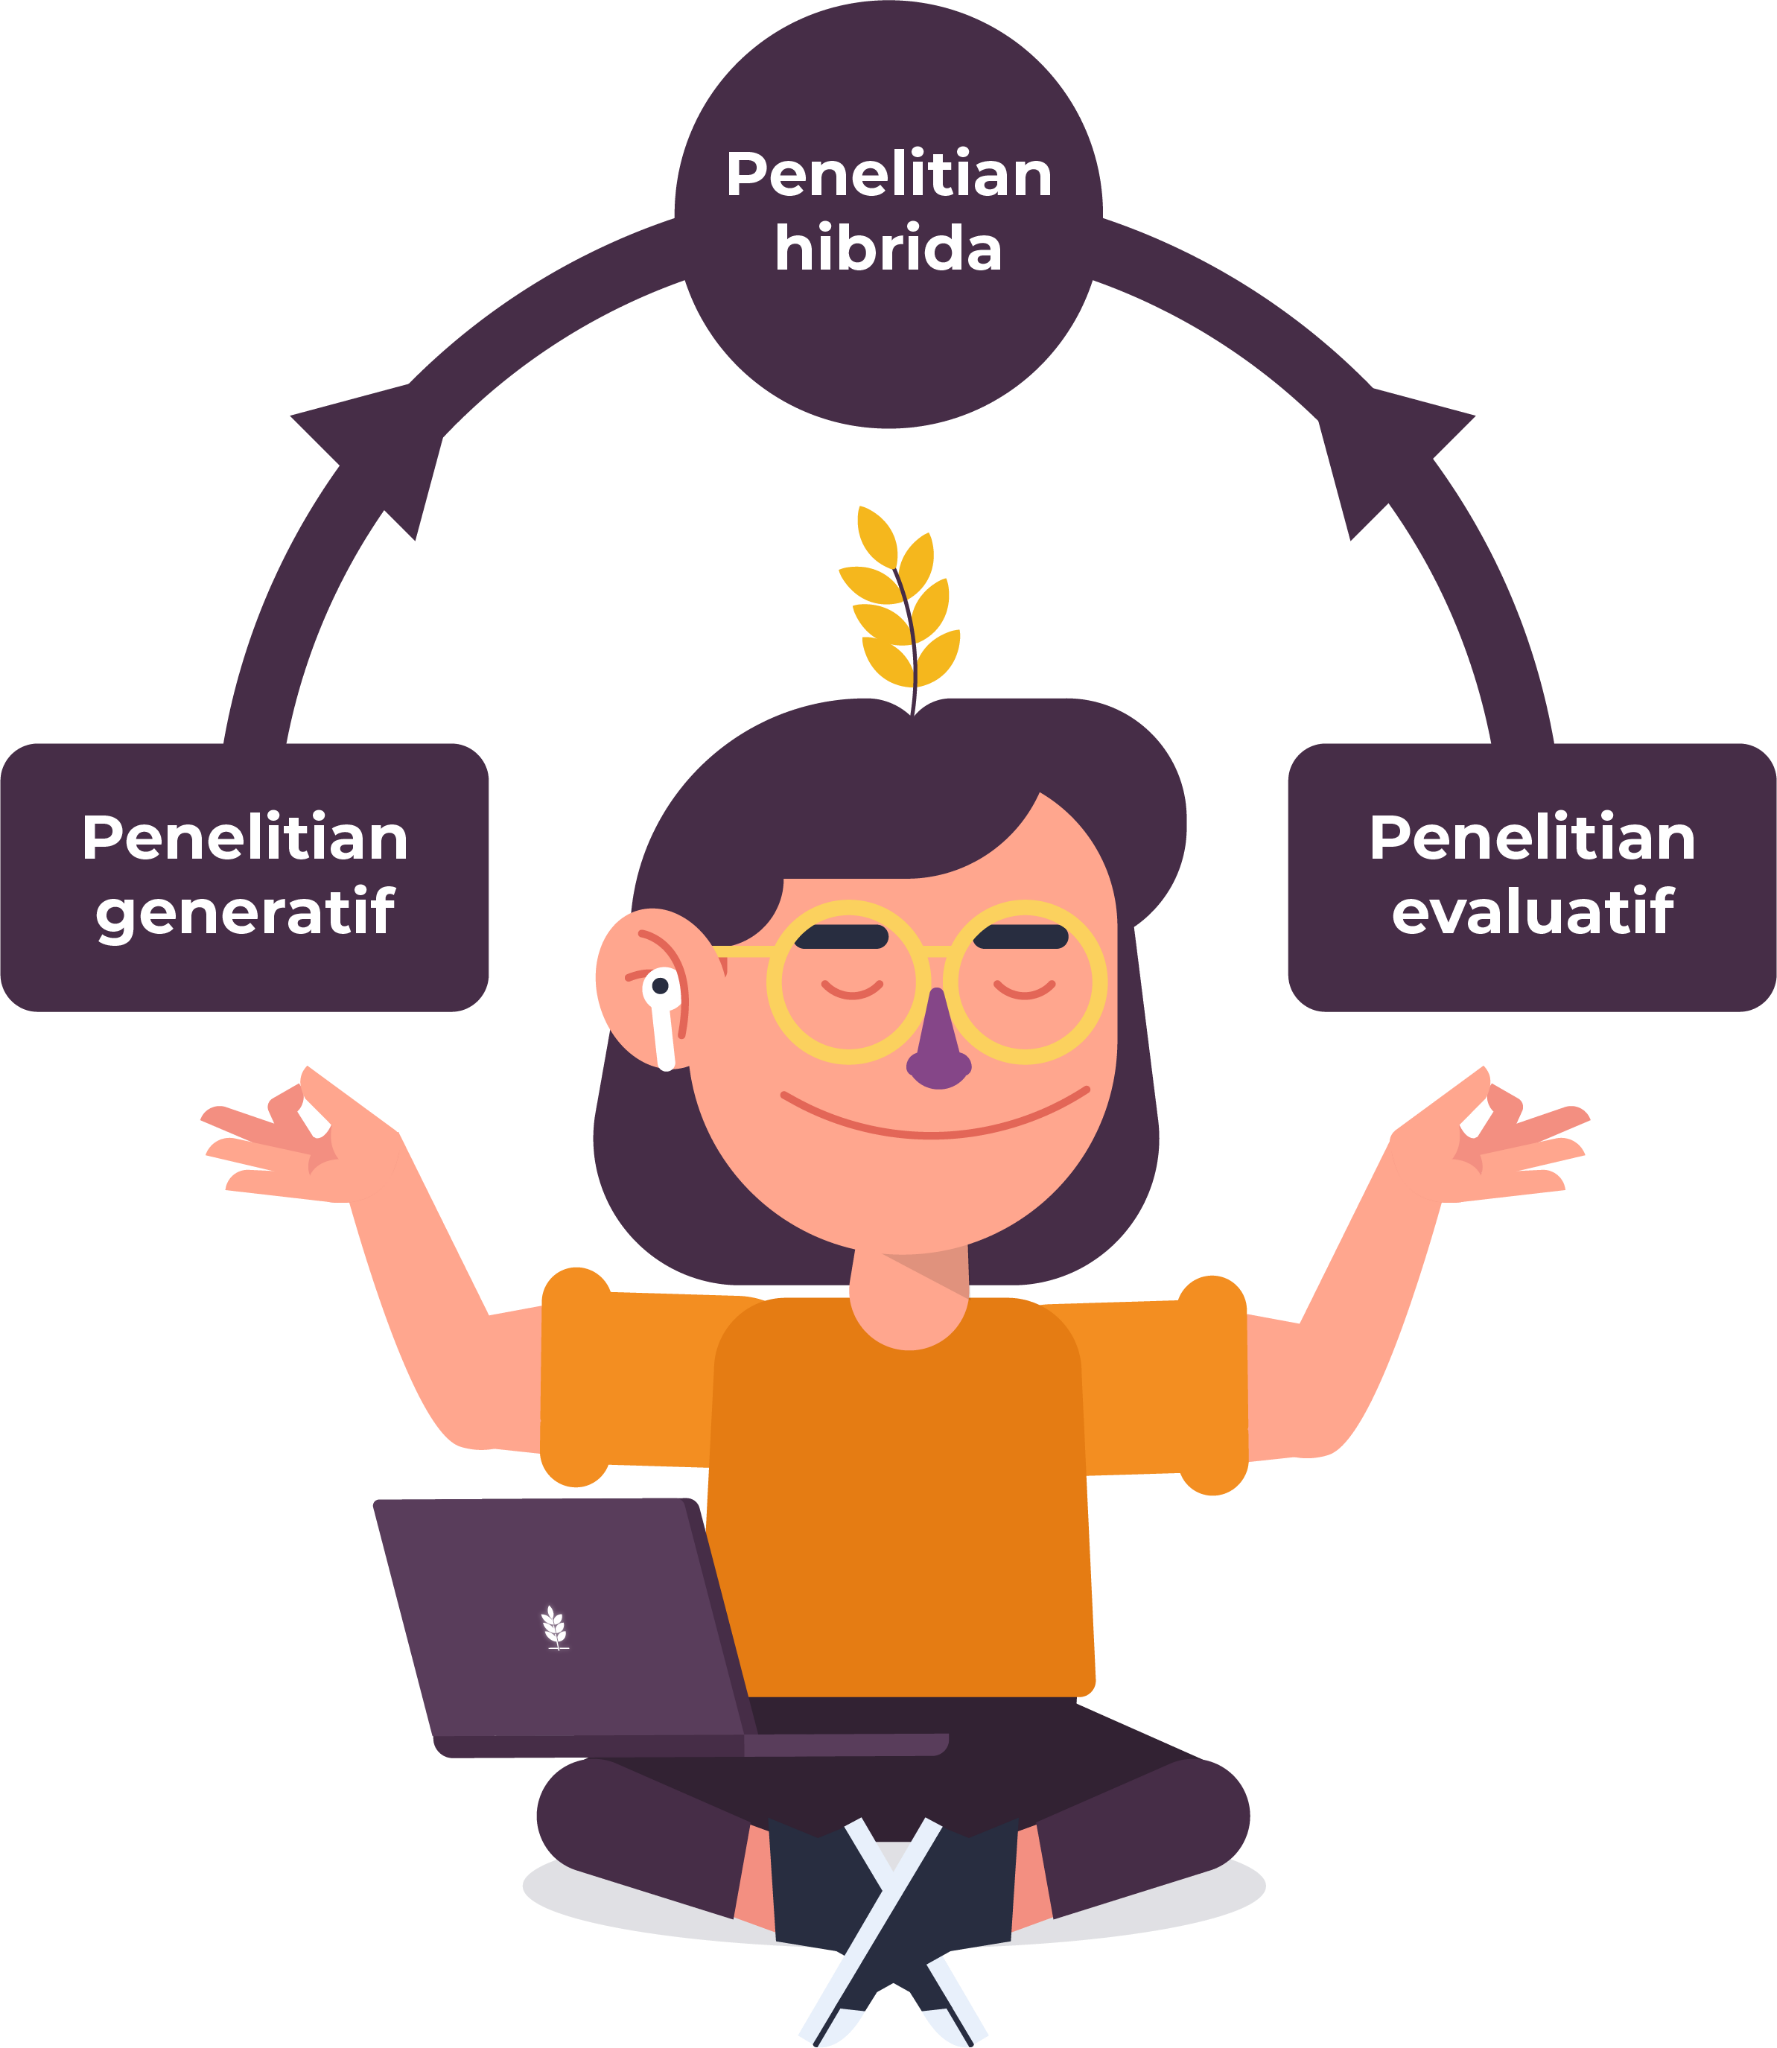 Penelitian
hibrida
Penelitian
generatif
Penelitian
evaluatif